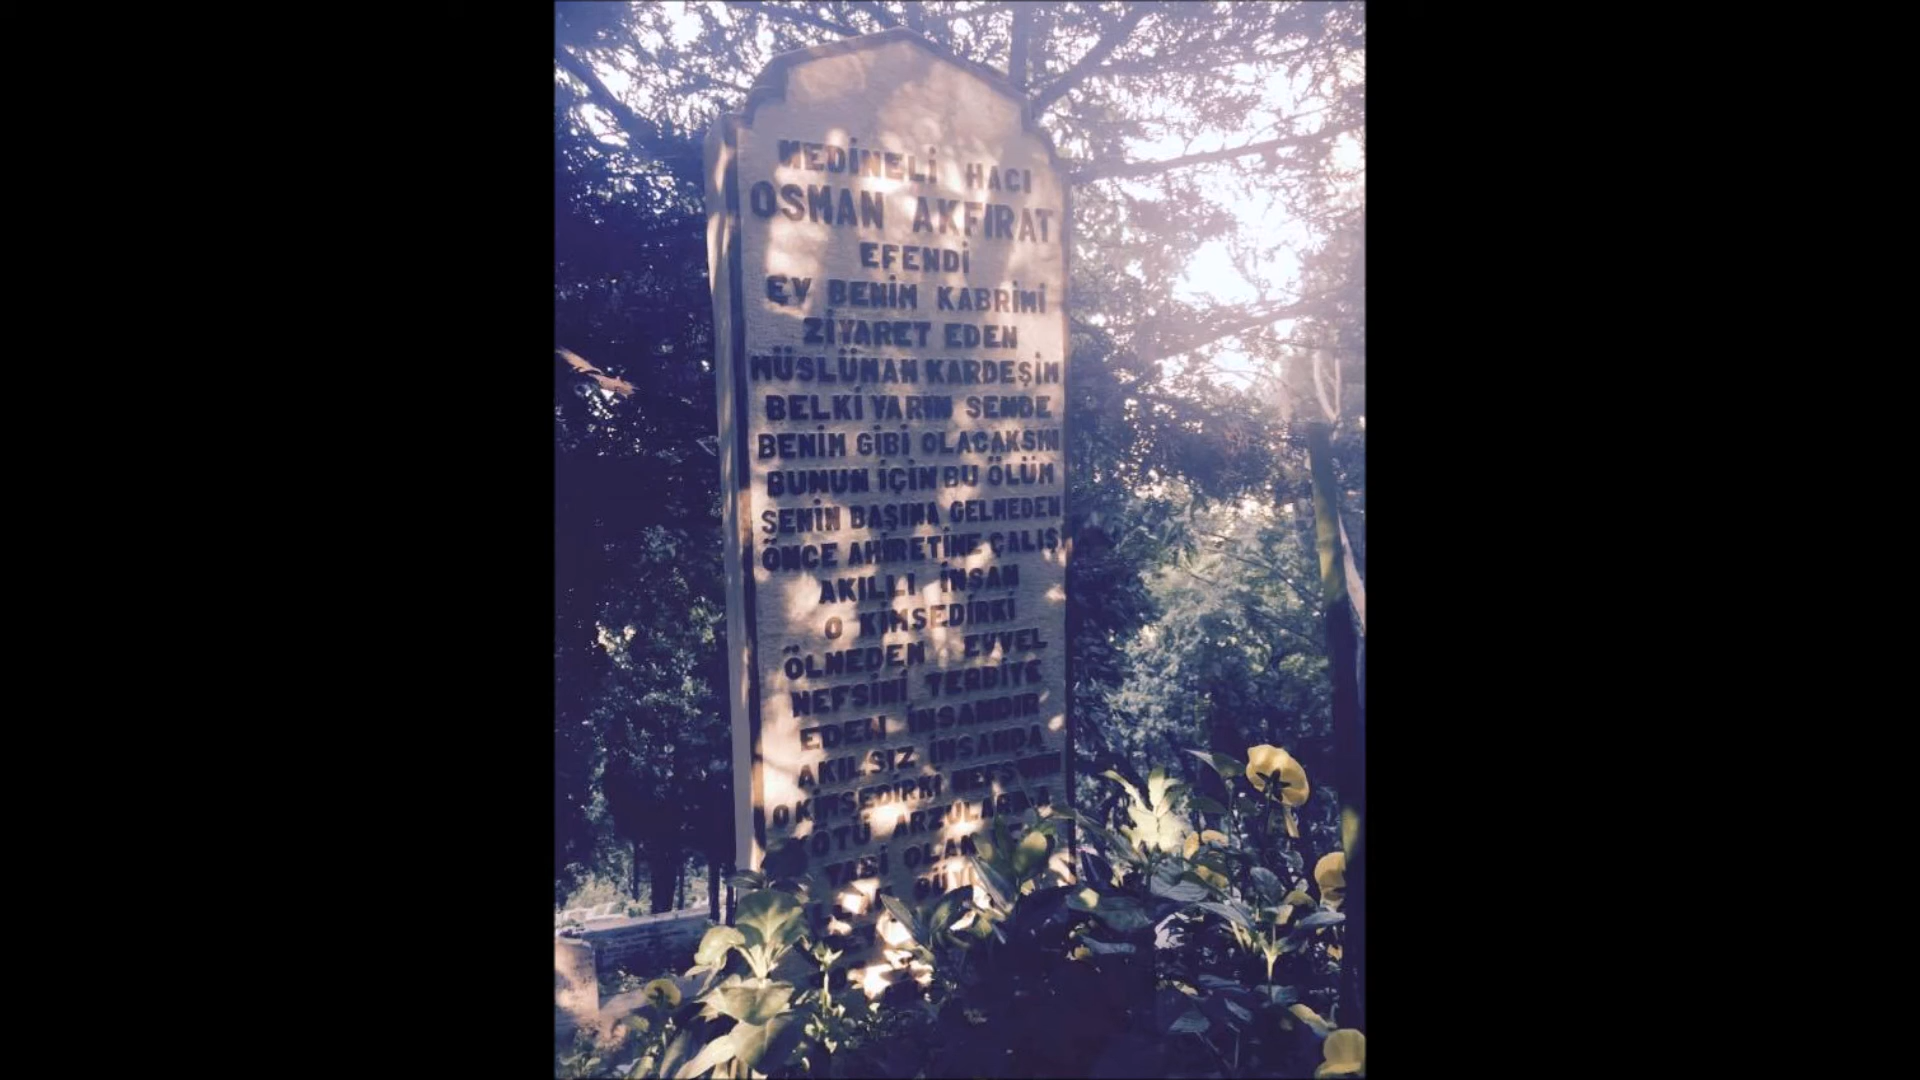 MEDİNELİ HACI
OSMAN AKFIRAT
EFENDİ
EY BENİM KABRİMİ
ZİYARET EDEN
MÜSLÜMAN KARDEŞİM
BELKİ YARIN SENDE
BENİM GİBİ OLACAKSIN
BUNUN İÇİN BU ÖLÜM
SENİN BAŞINA GELMEDEN
ÖNCE AHİRETİNE ÇALIŞ
AKILLI İNSAN
O KİMSEDİRKİ
ÖLMEDEN EVVEL
NEFSİNİ TERBİYE
EDEN İNSANDIR
AKILSIZ İNSANDA
O KİMSEDİRKİ NEFSİNİN
KÖTÜ ARZULARINA
TABİ OLAN